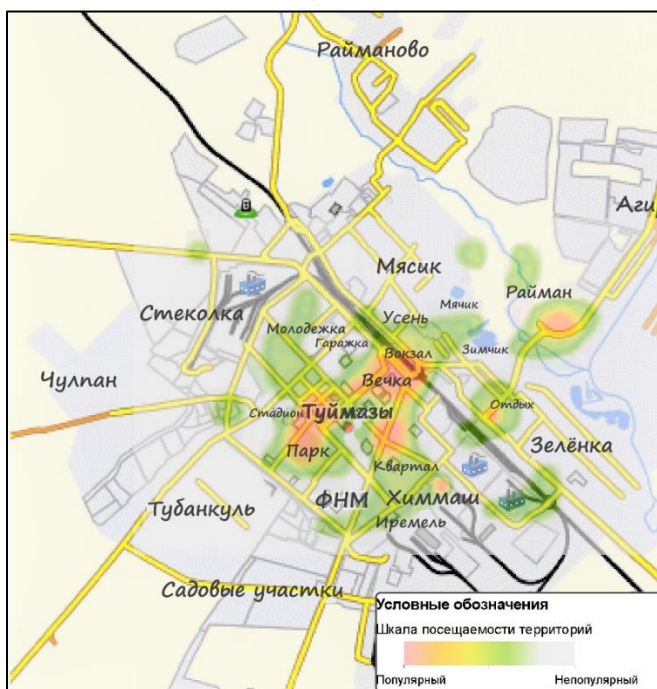 Райманово
Агир
Мясик
Райман
Стеколка
Усень
Мячик
Молодежка
Гаражка
Вокзал
Зимчик
Чулпан
Вечка
Стадион
Туймазы
Отдых
Парк
Зелёнка
Квартал
Тубанкуль
ФНМ
Химмаш
Иремель
Садовые участки
Условные обозначения
Шкала посещаемости территорий
Популярный
Непопулярный